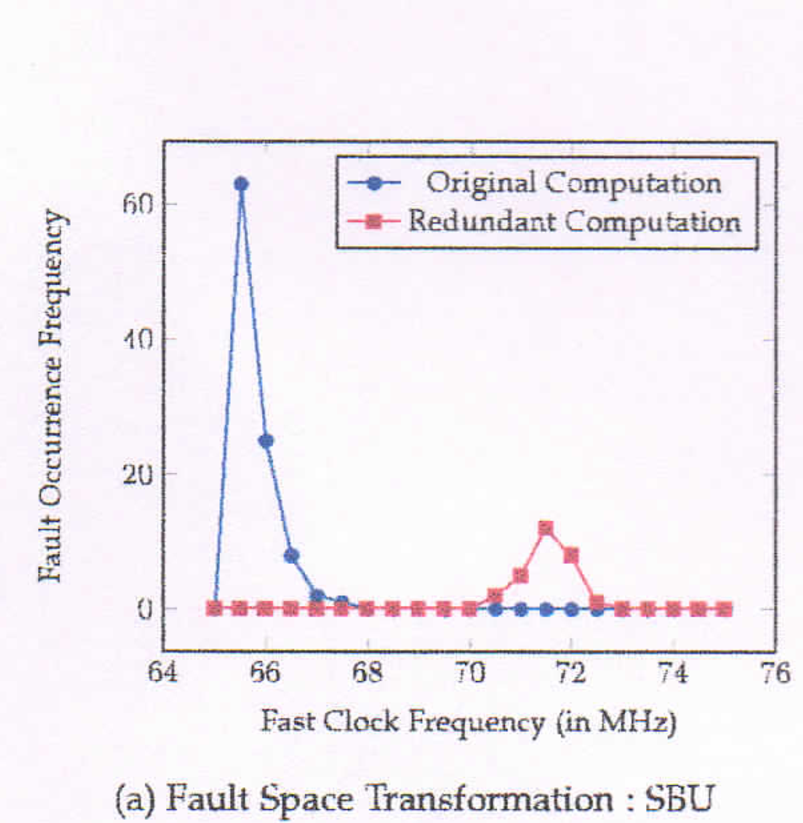 Original Computation
Redundant Computation
Fault Occurrence Frequency
60
40
20
0
64 66 68 70 72 74 76
Fast Clock Frequency (in MHz)
(a) Fault Space Transformation : SBU